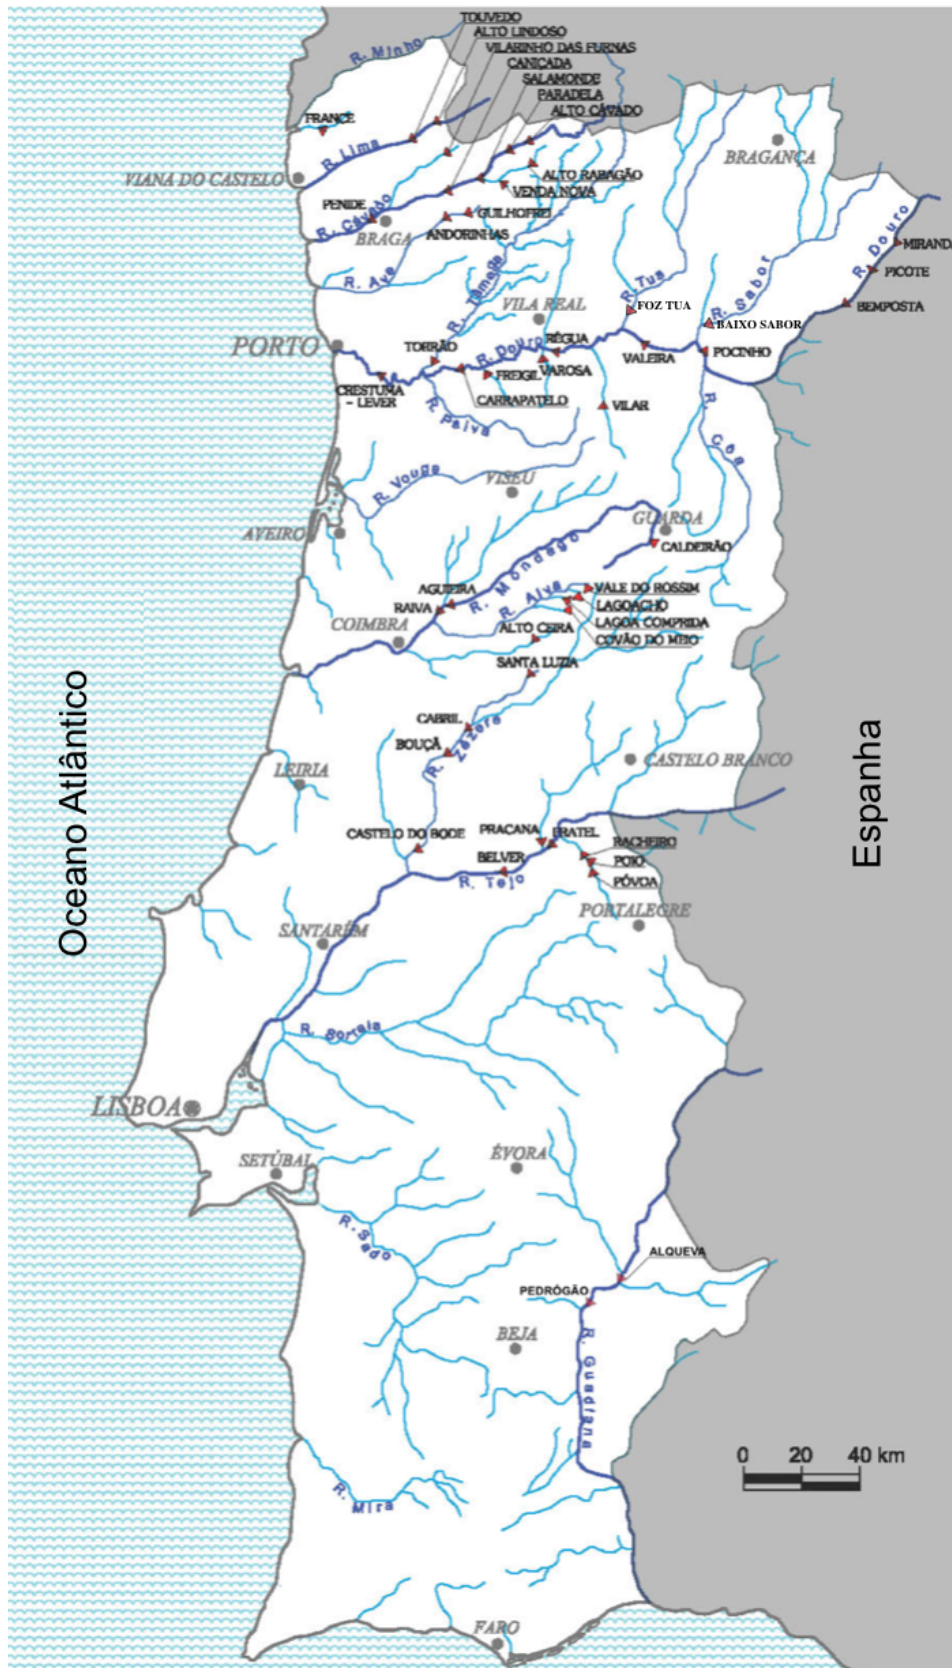 TOUVEDO
ALTO LINDOSO
VILARINHO DAS FURNAS
CANIÇADA
SALAMONDE
PARADELA
ALTO CÁVADO
R. Minho
FRANCE
R. Lima
BRAGANÇA
VIANA DO CASTELO
ALTO RABAGÃO
VENDA NOVA
PENIDE
R. Cávado
GUILHOFREI
BRAGA
ANDORINHAS
R. Douro
MIRANDA
PICOTE
BEMPOSTA
R. Ave
R. Tâmega
R. Tua
R. Sabor
FOZ TUA
VILA REAL
BAIXO SABOR
PORTO
TORRÃO
R. Douro
RÉGUA
VALEIRA
POCINHO
VAROSA
FREIGIL
CRESTUMA
- LEVER
CARRAPATELO
VILAR
R. Paiva
R. Côa
R. Vouga
VISEU
AVEIRO
GUARDA
CALDEIRÃO
R. Mondago
AGUIEIRA
RAIVA
R. Alva
VALE DO ROSSIM
LAGOACHO
LAGOA COMPRIDA
COVÃO DO MEIO
COIMBRA
ALTO CEIRA
SANTA LUZIA
CABRIL
BOUÇÃ
R. Zêzere
CASTELO BRANCO
LEIRIA
Oceano Atlântico
Espanha
CASTELO DO BODE
PRACANA
FRATEL
RACHEIRO
POIO
PÓVOA
BELVER
R. Tejo
PORTALEGRE
SANTARÉM
R. Sorraia
LISBOA
SETÚBAL
ÉVORA
R. Sado
ALQUEVA
PEDRÓGÃO
BEJA
R. Guadiana
0 20 40 km
R. Mira
FARO